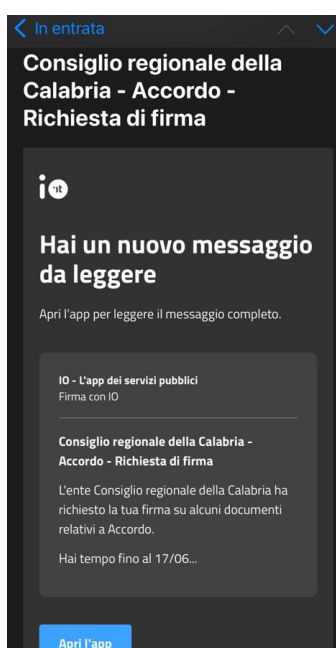 In entrata
Consiglio regionale della
Calabria - Accordo -
Richiesta di firma
io it
Hai un nuovo messaggio
da leggere
Apri l'app per leggere il messaggio completo.
IO - L'app dei servizi pubblici
Firma con IO
Consiglio regionale della Calabria -
Accordo - Richiesta di firma
L'ente Consiglio regionale della Calabria ha
richiesto la tua firma su alcuni documenti
relativi a Accordo.
Hai tempo fino al 17/06...
Apri l'app